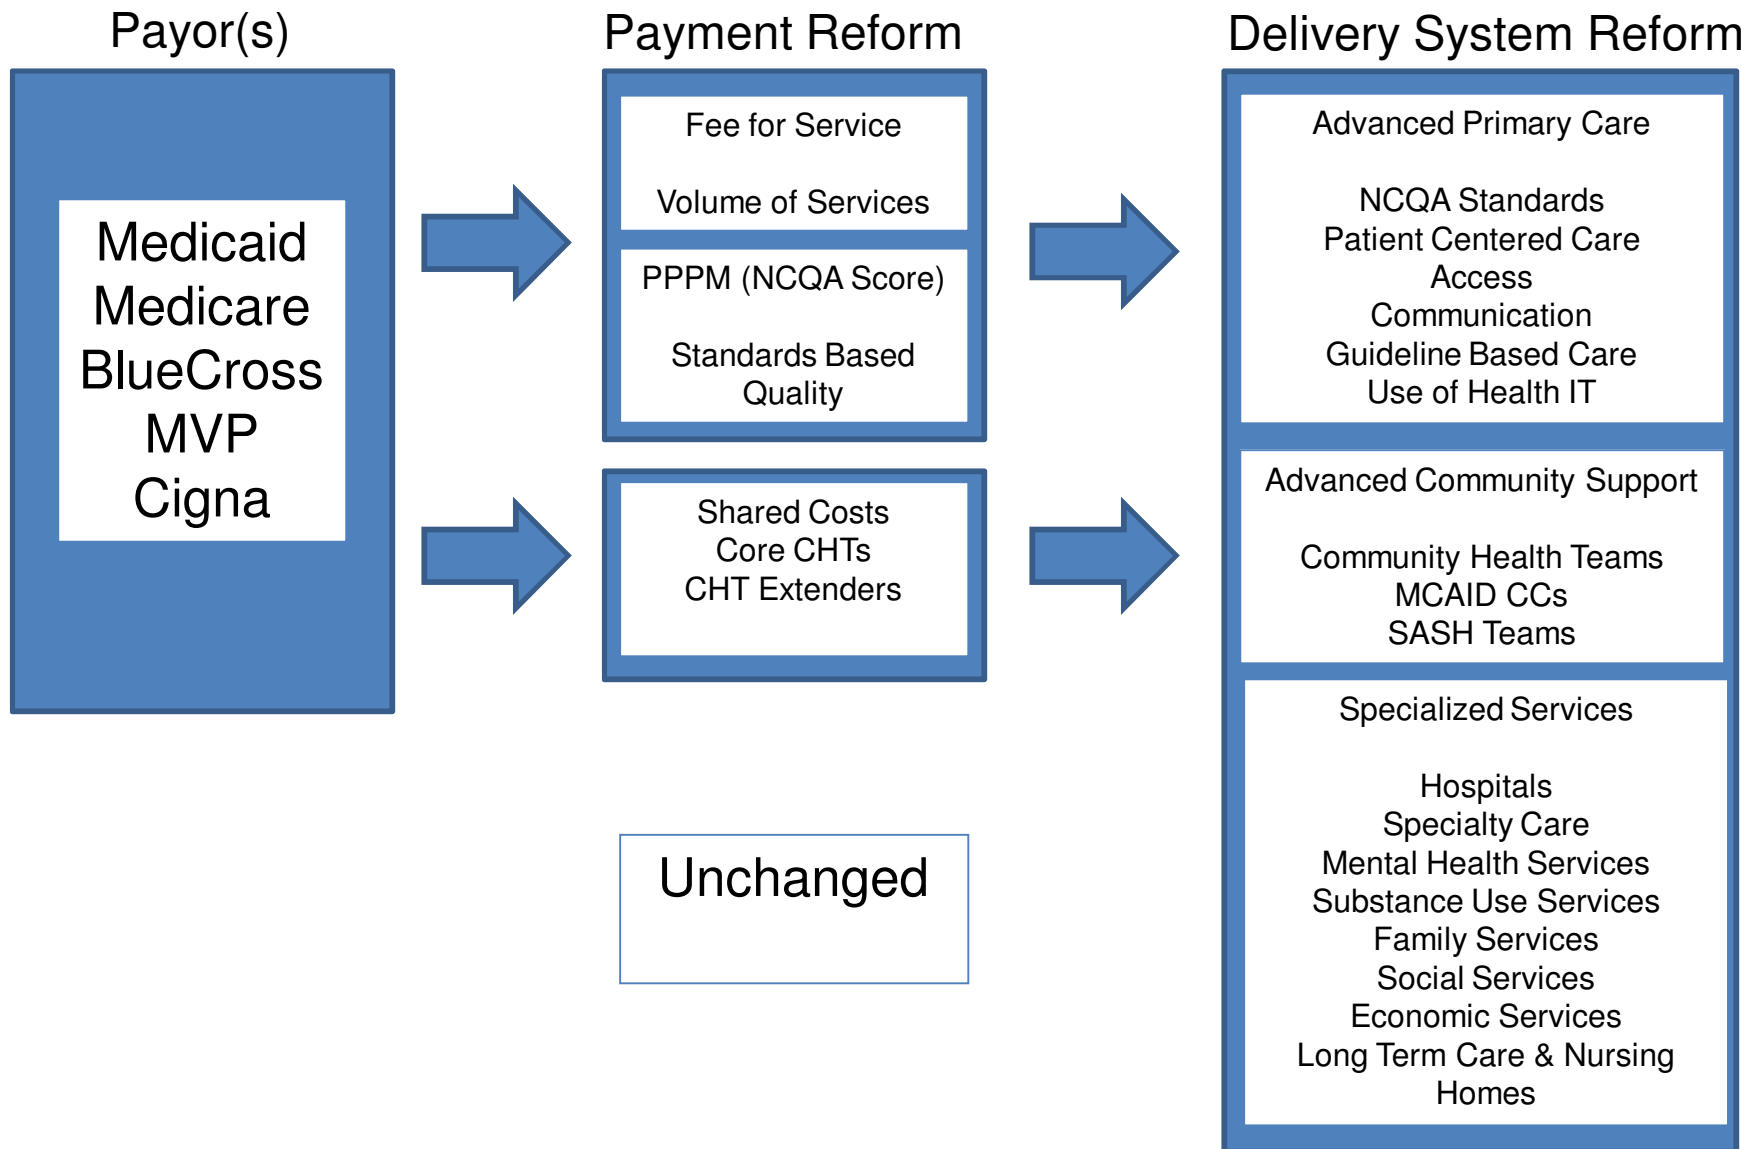 Payor(s)
Medicaid
Medicare
BlueCross
MVP
Cigna
Payment Reform
Fee for Service
Volume of Services
PPPM (NCQA Score)
Standards Based
Quality
Shared Costs
Core CHTs
CHT Extenders
Unchanged
Delivery System Reform
Advanced Primary Care
NCQA Standards
Patient Centered Care
Access
Communication
Guideline Based Care
Use of Health IT
Advanced Community Support
Community Health Teams
MCAID CCs
SASH Teams
Specialized Services
Hospitals
Specialty Care
Mental Health Services
Substance Use Services
Family Services
Social Services
Economic Services
Long Term Care & Nursing
Homes